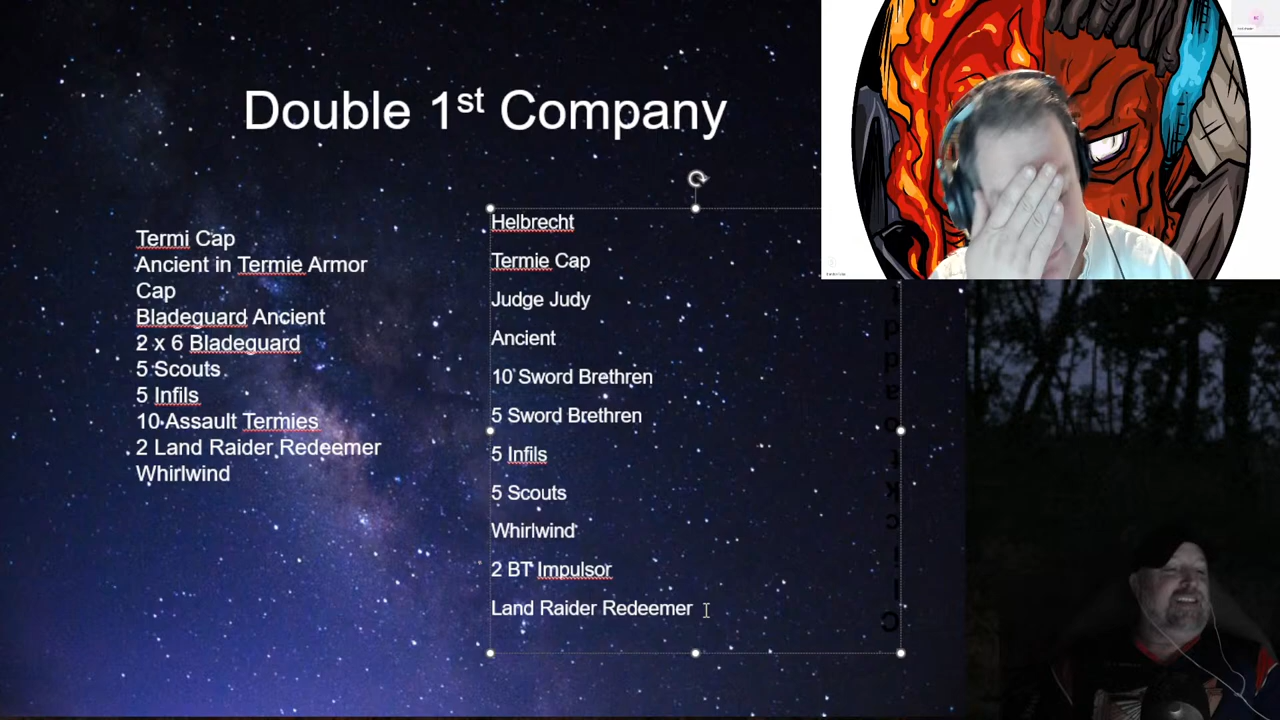 Double 1st Company
Termi Cap
Ancient in Termie Armor
Cap
Bladeguard Ancient
2 x 6 Bladeguard
5 Scouts
5 Infils
10 Assault Termies
2 Land Raider Redeemer
Whirlwind
Helbrecht
Termie Cap
Judge Judy
Ancient
10 Sword Brethren
5 Sword Brethren
5 Infils
5 Scouts
Whirlwind
2 BT Impulsor
Land Raider Redeemer